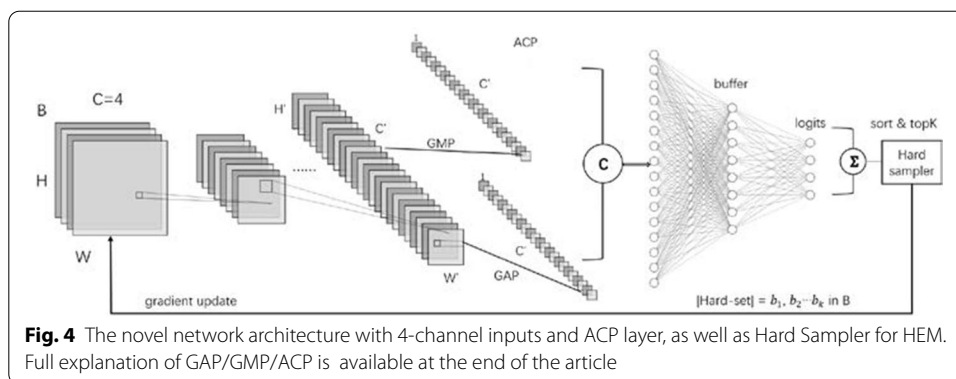 ACP
B
C=4
H'
C'
C'
buffer
logits
sort & topK
GMP
......
C
Σ
Hard
sampler
H
W
C'
W'
GAP
gradient update
|Hard-set| = b₁, b₂⋯bₖ in B
Fig. 4 The novel network architecture with 4-channel inputs and ACP layer, as well as Hard Sampler for HEM.
Full explanation of GAP/GMP/ACP is available at the end of the article